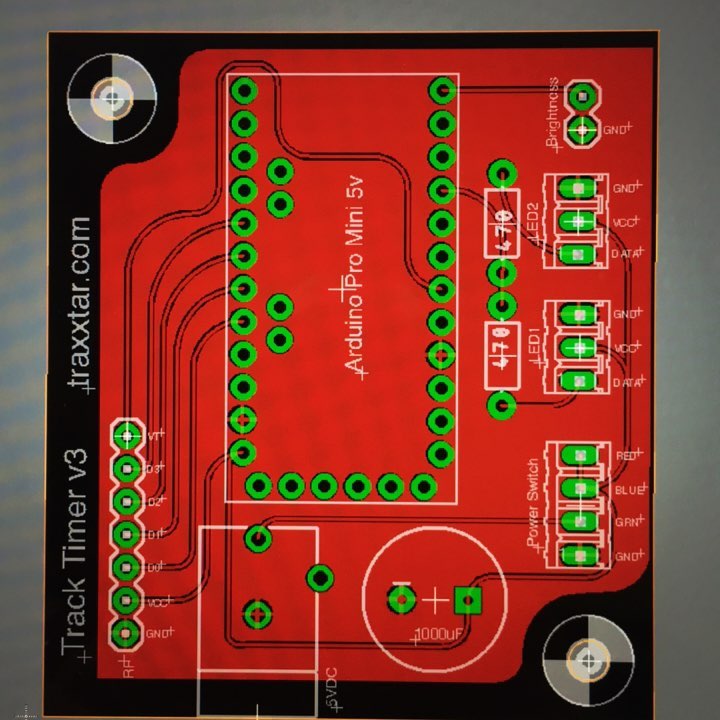 Track Timer v3
traxxtar.com
RF
VT
D3
D2
D1
D0
VCC
GND
Arduino Pro Mini 5v
470
470
Brightness
GND
LED2
GND
VCC
DATA
LED1
GND
VCC
DATA
Power Switch
RED
BLUE
GRN
GND
1000uF
5VDC